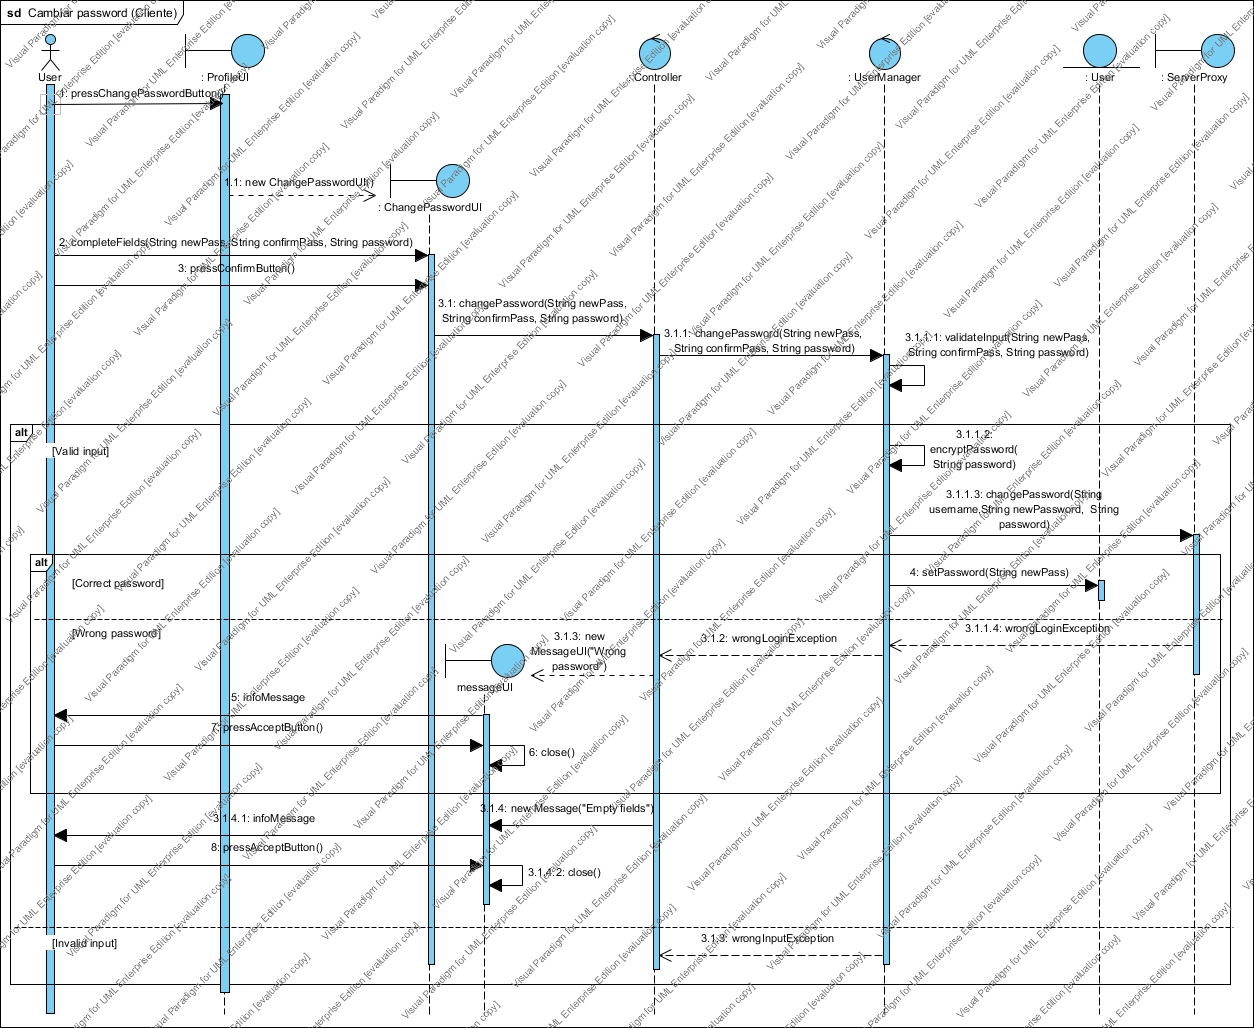 sd Cambiar password (Cliente)
User
: ProfileUI
: Controller
: UserManager
: User
: ServerProxy
1: pressChangePasswordButton()
1.1: new ChangePasswordUI()
: ChangePasswordUI
2: completeFields(String newPass, String confirmPass, String password)
3: pressConfirmButton()
3.1: changePassword(String newPass,
String confirmPass, String password)
3.1.1: changePassword(String newPass,
String confirmPass, String password)
3.1.1.1: validateInput(String newPass,
String confirmPass, String password)
alt
[Valid input]
3.1.1.2:
encryptPassword(
String password)
3.1.1.3: changePassword(String
username,String newPassword, String
password)
alt
[Correct password]
4: setPassword(String newPass)
[Wrong password]
3.1.1.4: wrongLoginException
3.1.2: wrongLoginException
3.1.3: new
MessageUI("Wrong
password")
messageUI
5: infoMessage
7: pressAcceptButton()
6: close()
3.1.4: new Message("Empty fields")
3.1.4.1: infoMessage
8: pressAcceptButton()
3.1.4.2: close()
[Invalid input]
3.1.3: wrongInputException
Visual Paradigm for UML Enterprise Edition [evaluation copy]